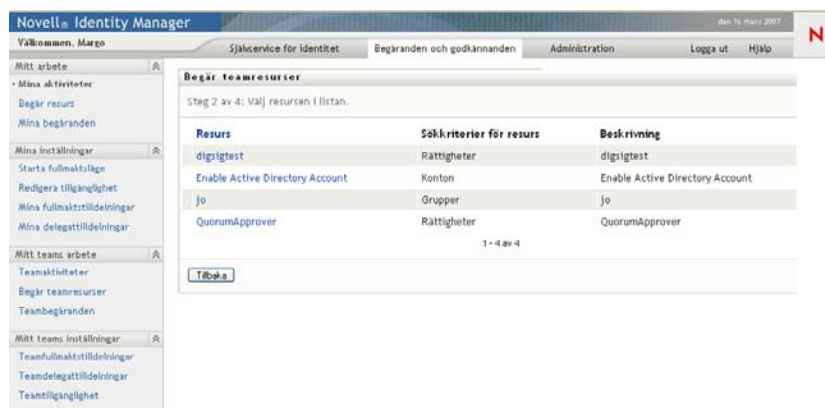 Novell® Identity Manager
den 16 mars 2007
N
Välkommen, Margo
Självservice för identitet Begäranden och godkännanden Administration Logga ut Hjälp
Mitt arbete
Mina aktiviteter
Begär resurs
Mina begäranden
Mina inställningar
Starta fullmaktsläge
Redigera tillgänglighet
Mina fullmaktstilldelningar
Mina delegattilldelningar
Mitt teams arbete
Teamaktiviteter
Begär teamresurser
Teambegäranden
Mitt teams inställningar
Teamfullmaktstilldelningar
Teamdelegattilldelningar
Teamtillgänglighet
Begär teamresurser
Steg 2 av 4: Välj resursen i listan.
Resurs Sökkriterier för resurs Beskrivning
digsigtest Rättigheter digsigtest
Enable Active Directory Account Konton Enable Active Directory Account
jo Grupper jo
QuorumApprover Rättigheter QuorumApprover
1 - 4 av 4
Tillbaka